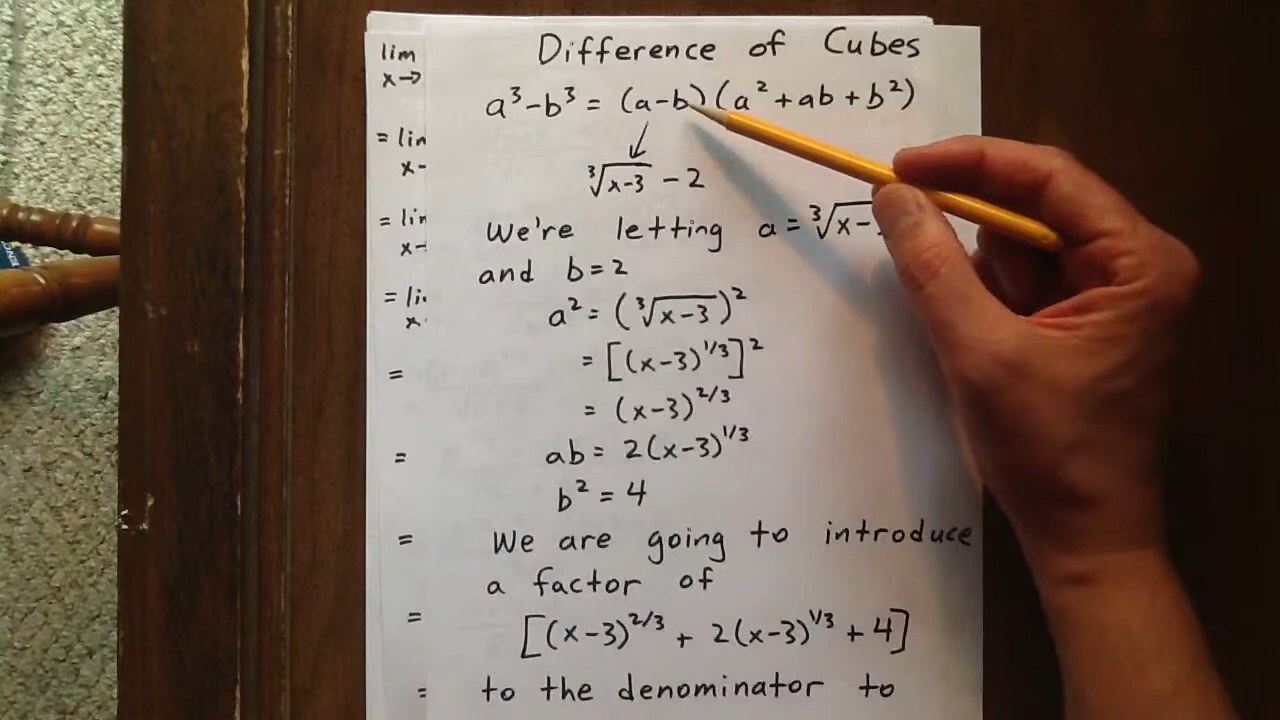 Difference of Cubes
a³-b³ = (a-b)(a²+ab+b²)
↓
∛(x-3) - 2
We're letting a = ∛x-
and b=2
a² = (∛(x-3))²
= [(x-3)^1/3]²
= (x-3)^2/3
ab = 2(x-3)^1/3
b² = 4
We are going to introduce
a factor of
[(x-3)^2/3 + 2(x-3)^1/3 + 4]
to the denominator to
lim
x→
= lim
x-
= lim
x-
= li
x
=
=
=
=
=